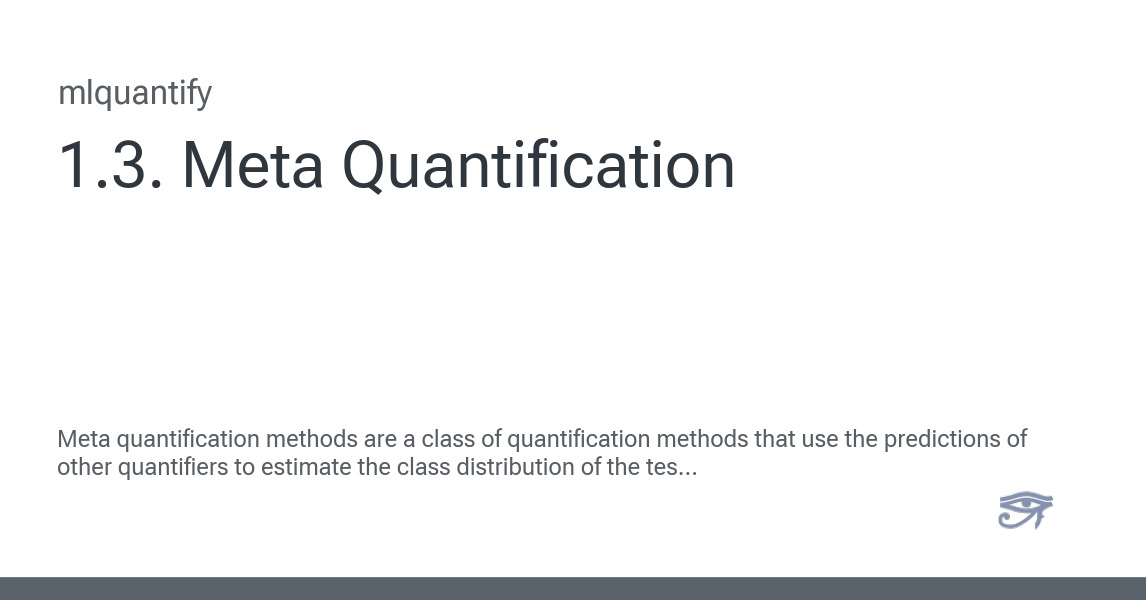 mlquantify
1.3. Meta Quantification
Meta quantification methods are a class of quantification methods that use the predictions of
other quantifiers to estimate the class distribution of the tes...